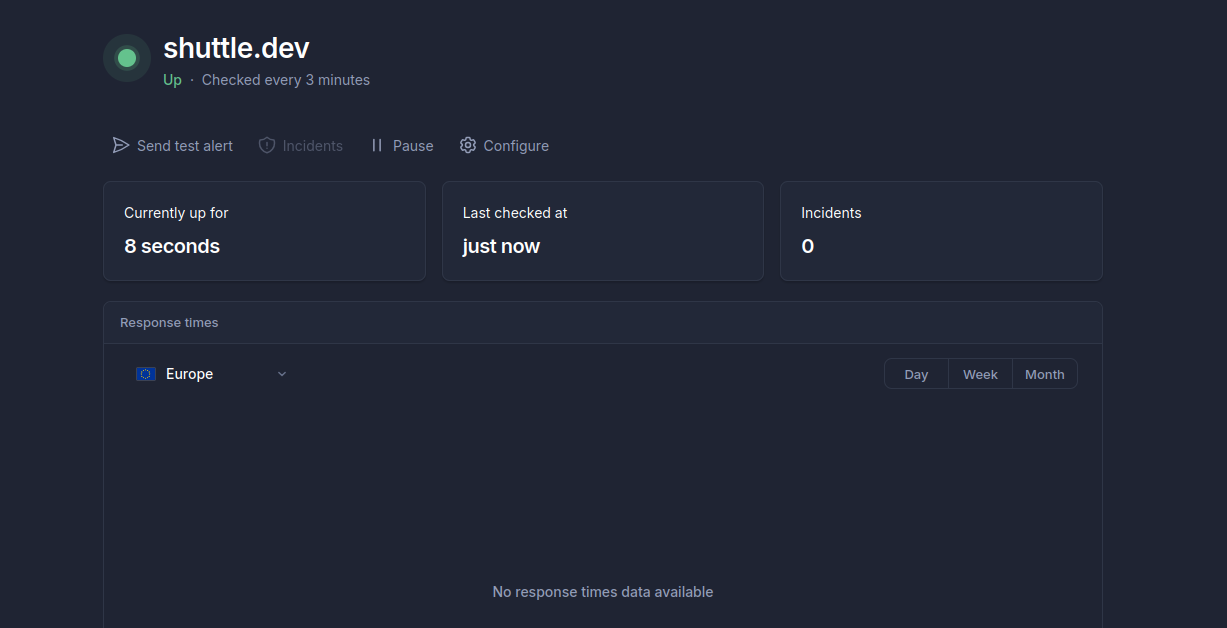 shuttle.dev
Up · Checked every 3 minutes
Send test alert Incidents Pause Configure
Currently up for
8 seconds
Last checked at
just now
Incidents
0
Response times
Europe Day Week Month
No response times data available